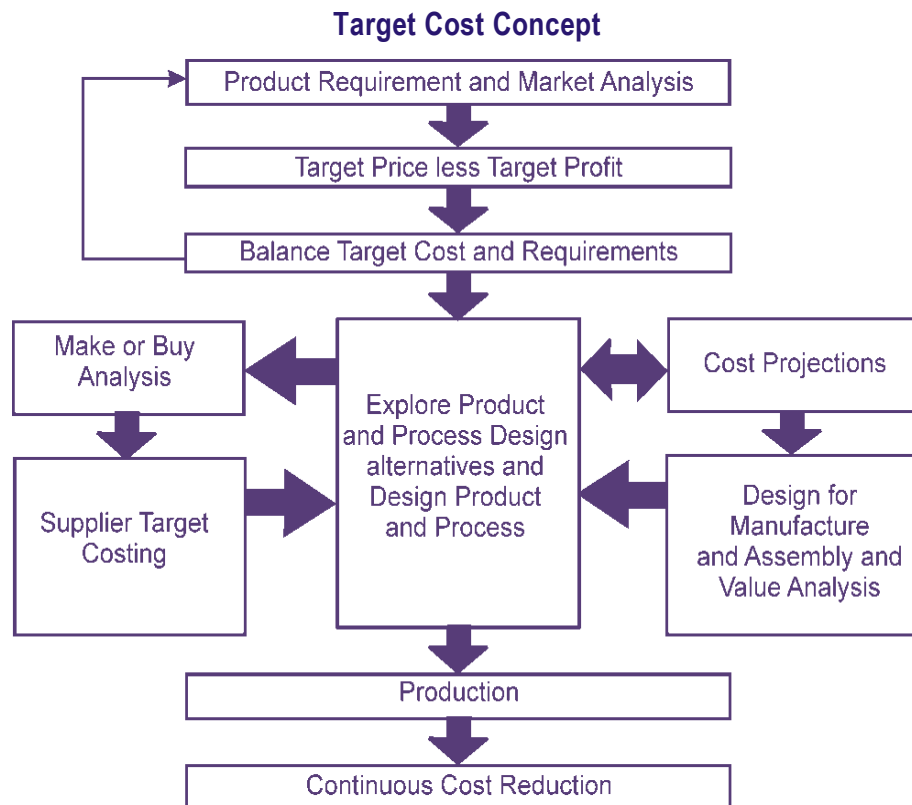 Target Cost Concept
Product Requirement and Market Analysis
Target Price less Target Profit
Balance Target Cost and Requirements
Make or Buy
Analysis
Supplier Target
Costing
Explore Product
and Process Design
alternatives and
Design Product
and Process
Cost Projections
Design for
Manufacture
and Assembly and
Value Analysis
Production
Continuous Cost Reduction